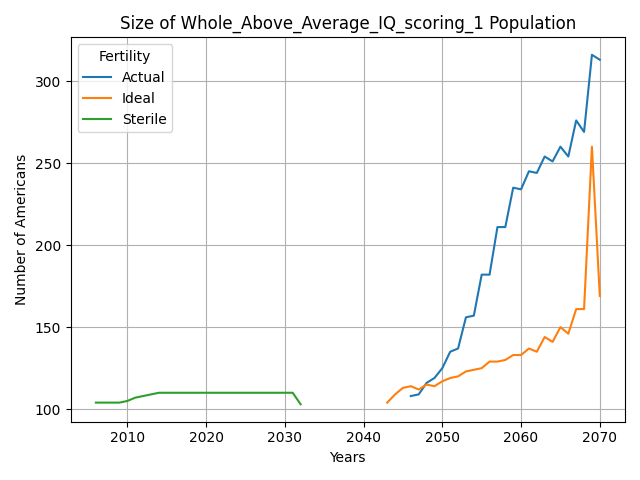 Size of Whole_Above_Average_IQ_scoring_1 Population
Fertility
Actual
Ideal
Sterile
Number of Americans
300
250
200
150
100
2010 2020 2030 2040 2050 2060 2070
Years